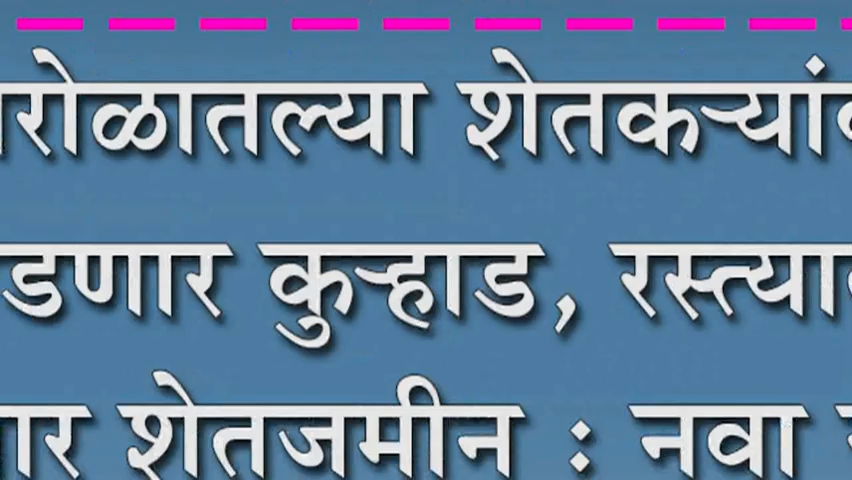 रोळातल्या शेतकऱ्यां
डणार कुऱ्हाड, रस्त्या
ार शेतजमीन : नवा